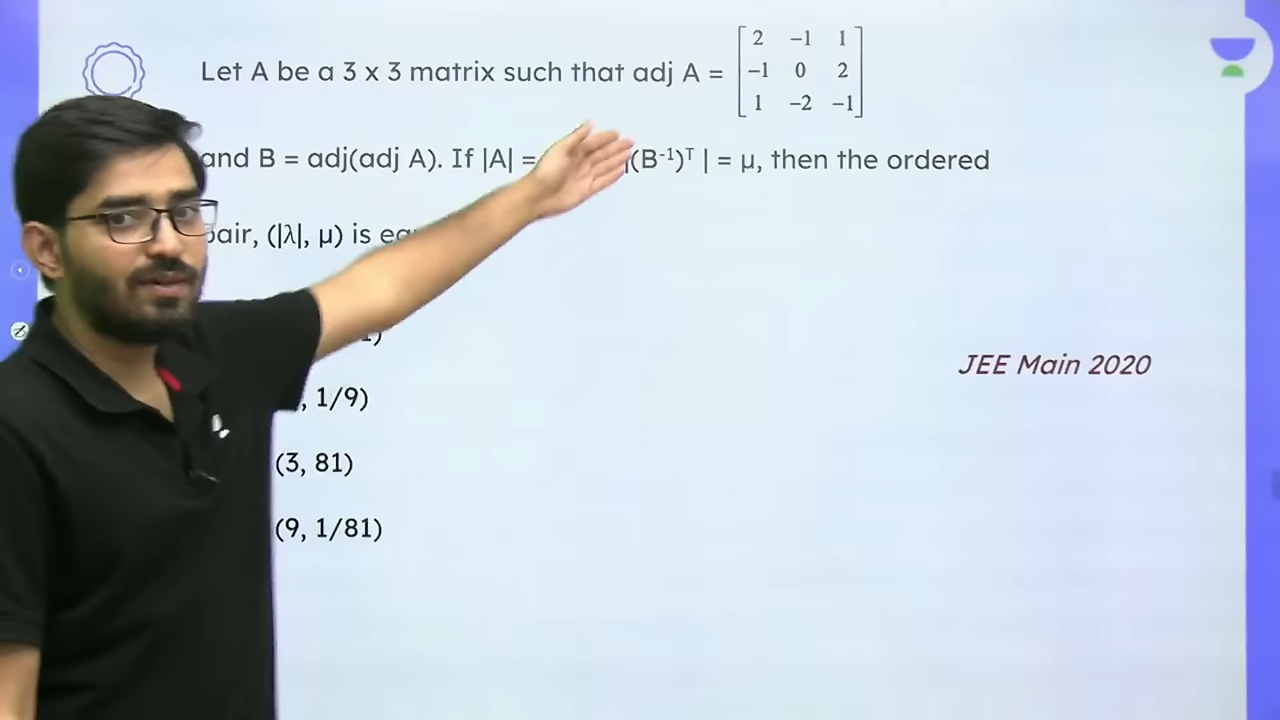 Let A be a 3 x 3 matrix such that adj A =
2 -1 1
-1 0 2
1 -2 -1
and B = adj(adj A). If |A| = |(B⁻¹)ᵀ | = μ, then the ordered
pair, (|λ|, μ) is
, 1/9)
(3, 81)
(9, 1/81)
JEE Main 2020